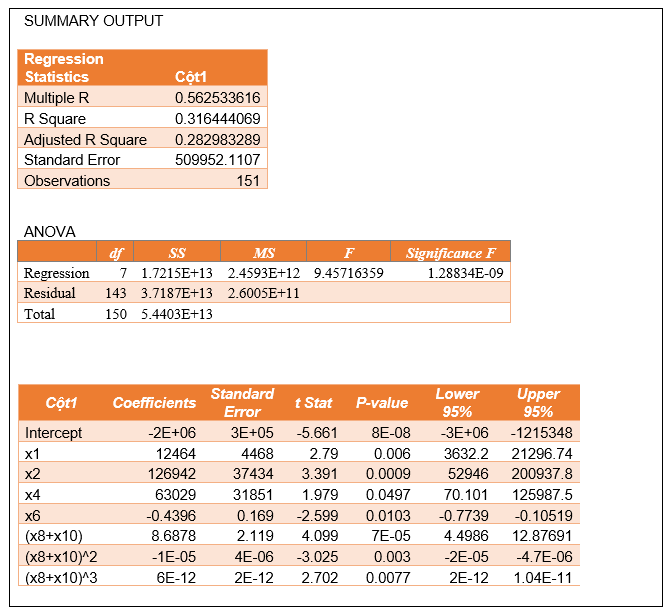 SUMMARY OUTPUT
Regression
Statistics Cột1
Multiple R 0.562533616
R Square 0.316444069
Adjusted R Square 0.282983289
Standard Error 509952.1107
Observations 151
ANOVA
df SS MS F Significance F
Regression 7 1.7215E+13 2.4593E+12 9.45716359 1.28834E-09
Residual 143 3.7187E+13 2.6005E+11
Total 150 5.4403E+13
Cột1 Coefficients Standard Error t Stat P-value Lower 95% Upper 95%
Intercept -2E+06 3E+05 -5.661 8E-08 -3E+06 -1215348
x1 12464 4468 2.79 0.006 3632.2 21296.74
x2 126942 37434 3.391 0.0009 52946 200937.8
x4 63029 31851 1.979 0.0497 70.101 125987.5
x6 -0.4396 0.169 -2.599 0.0103 -0.7739 -0.10519
(x8+x10) 8.6878 2.119 4.099 7E-05 4.4986 12.87691
(x8+x10)^2 -1E-05 4E-06 -3.025 0.003 -2E-05 -4.7E-06
(x8+x10)^3 6E-12 2E-12 2.702 0.0077 2E-12 1.04E-11